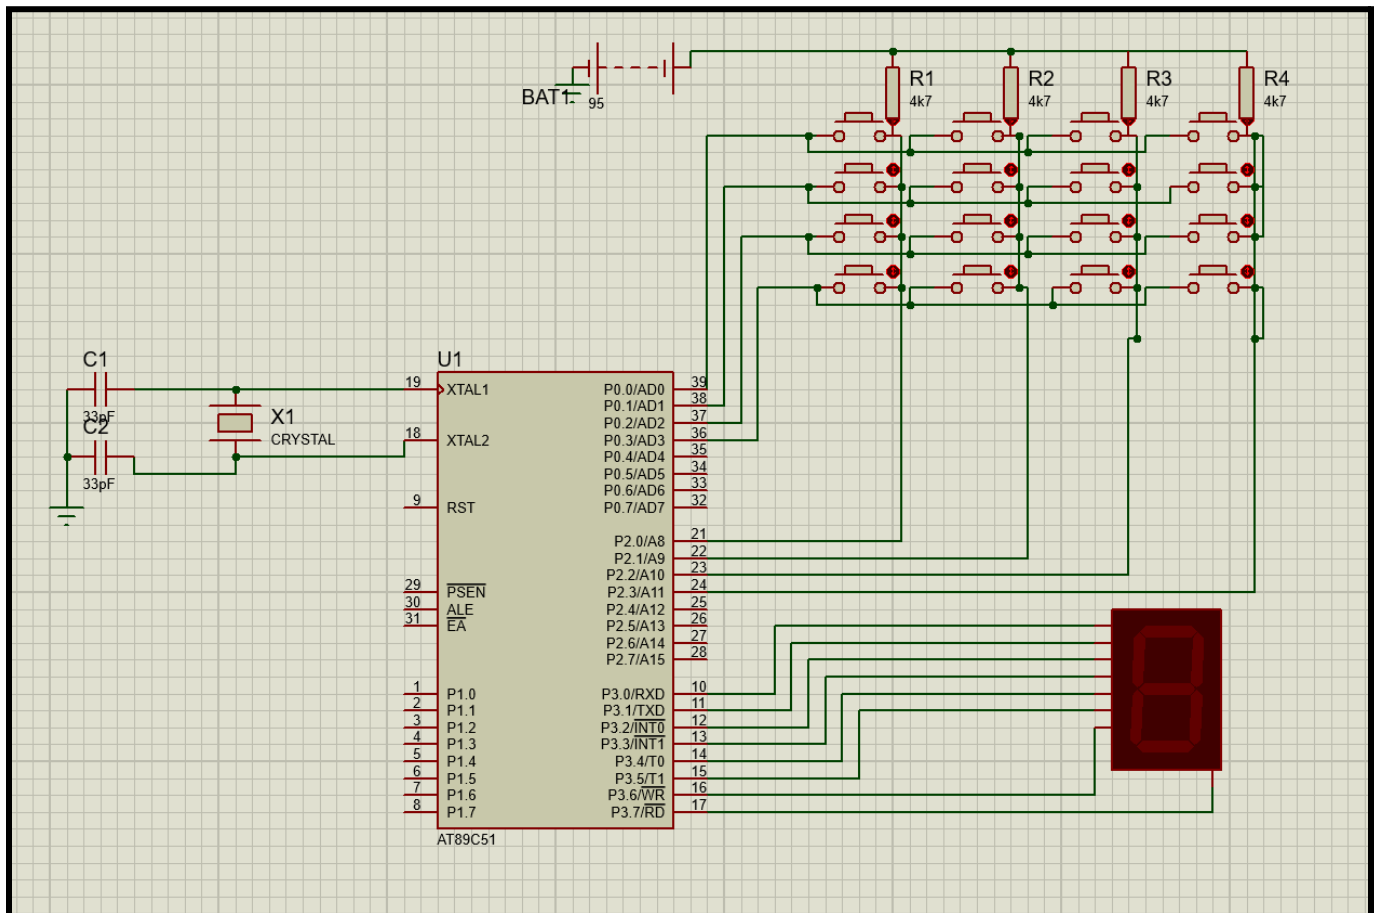 BAT1
95
R1
4k7
R2
4k7
R3
4k7
R4
4k7
C1
33pF
C2
33pF
X1
CRYSTAL
U1
19 XTAL1
18 XTAL2
9 RST
29 PSEN
30 ALE
31 EA
1 P1.0
2 P1.1
3 P1.2
4 P1.3
5 P1.4
6 P1.5
7 P1.6
8 P1.7
P0.0/AD0 39
P0.1/AD1 38
P0.2/AD2 37
P0.3/AD3 36
P0.4/AD4 35
P0.5/AD5 34
P0.6/AD6 33
P0.7/AD7 32
P2.0/A8 21
P2.1/A9 22
P2.2/A10 23
P2.3/A11 24
P2.4/A12 25
P2.5/A13 26
P2.6/A14 27
P2.7/A15 28
P3.0/RXD 10
P3.1/TXD 11
P3.2/INT0 12
P3.3/INT1 13
P3.4/T0 14
P3.5/T1 15
P3.6/WR 16
P3.7/RD 17
AT89C51